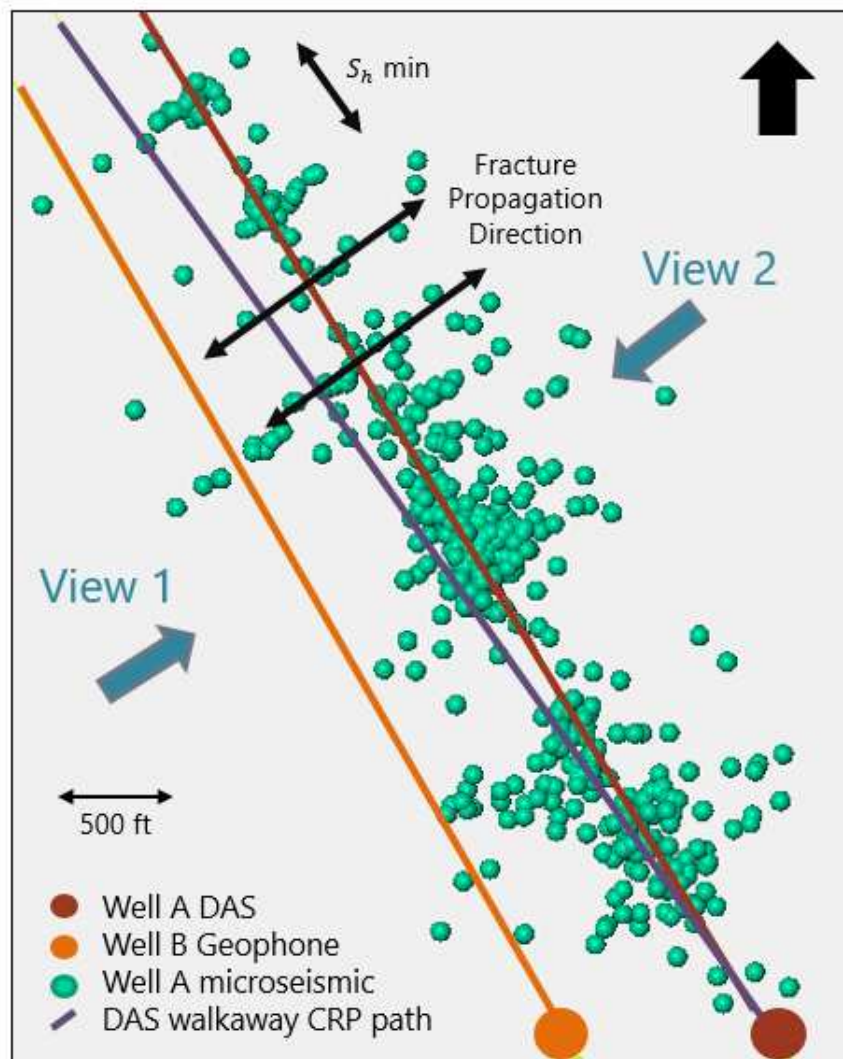 S_h min
Fracture
Propagation
Direction
View 2
View 1
500 ft
Well A DAS
Well B Geophone
Well A microseismic
DAS walkaway CRP path